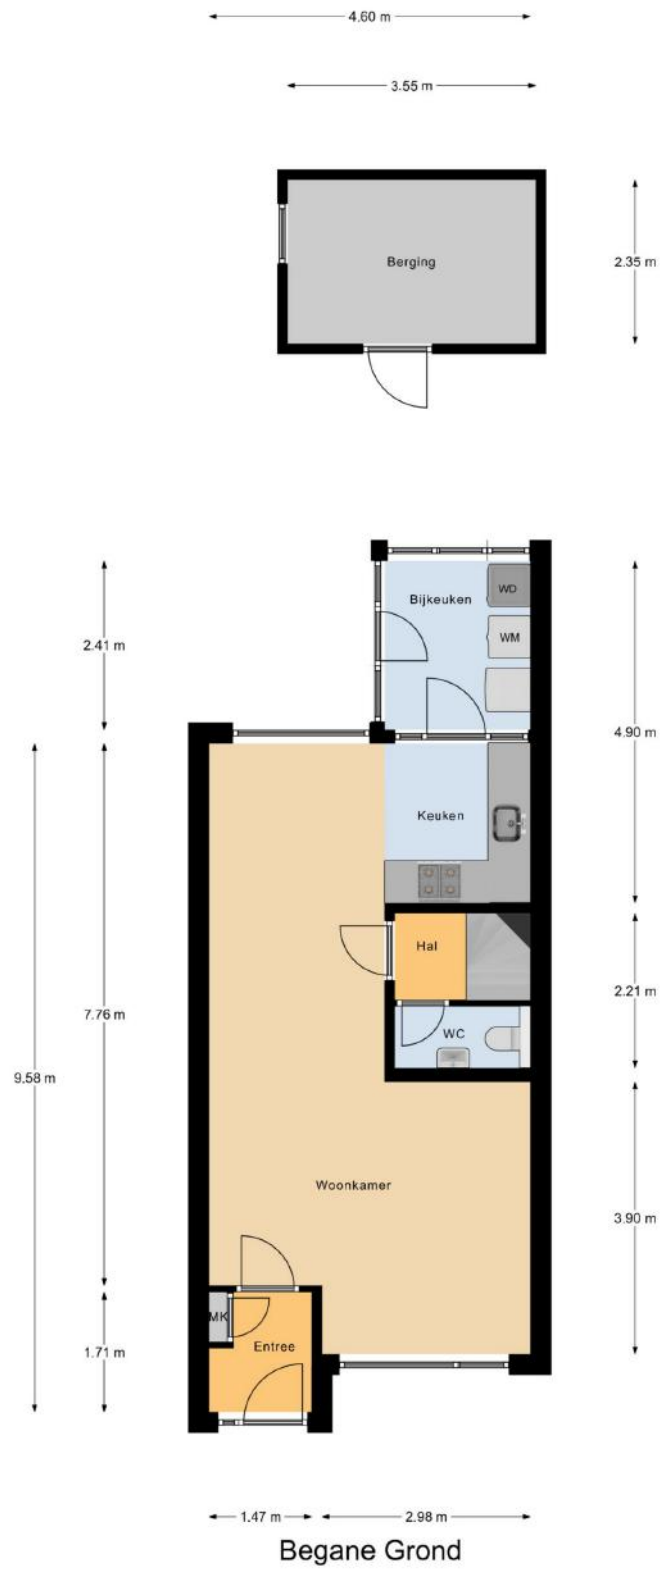 4.60 m
3.55 m
Berging
2.35 m
Bijkeuken
WD
WM
2.41 m
4.90 m
Keuken
Hal
2.21 m
WC
7.76 m
9.58 m
Woonkamer
3.90 m
MK
Entree
1.71 m
1.47 m
2.98 m
Begane Grond